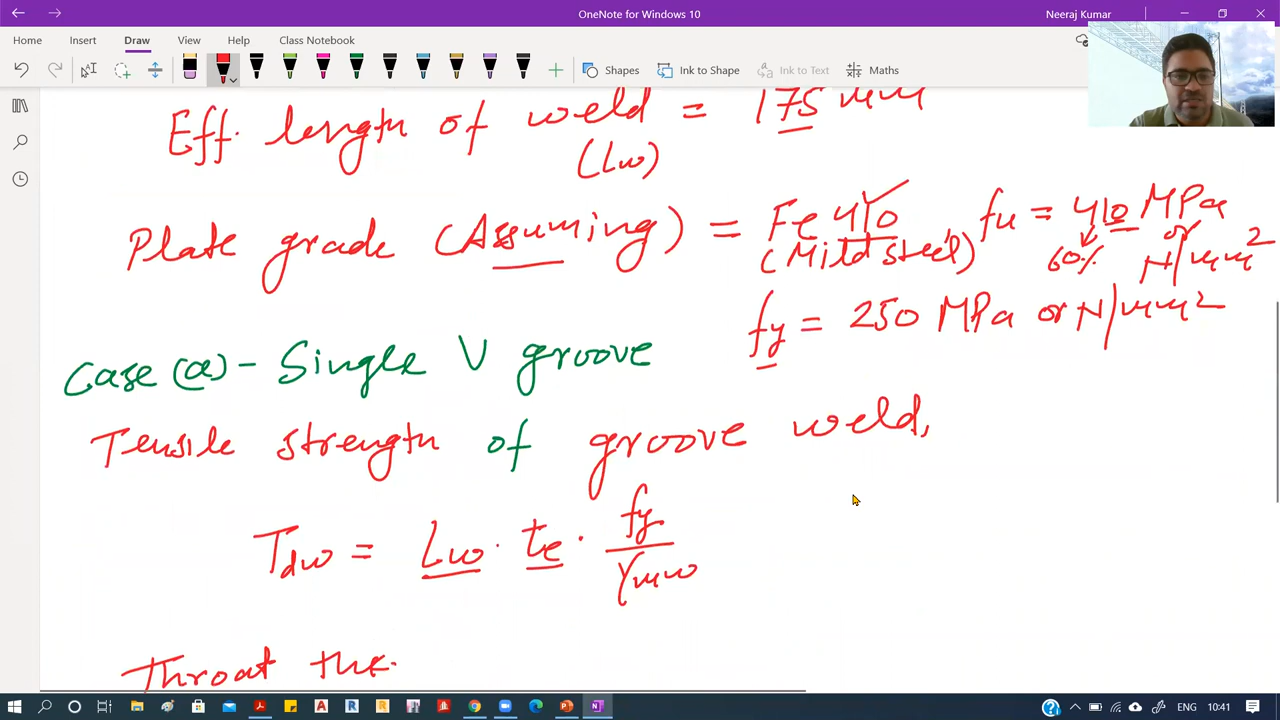 OneNote for Windows 10
Neeraj Kumar
Home Insert Draw View Help Class Notebook
Shapes Ink to Shape Ink to Text Maths
Eff. length of weld = 175 mm
(Lw)
Plate grade (Assuming) = Fe 410 fu = 410 MPa
(Mild steel) 60% or N/mm²
fy = 250 MPa or N/mm²
Case (a) - Single V groove
Tensile strength of groove weld,
Tdw = Lw · te · fy / γmw
Throat thk.
ENG 10:41